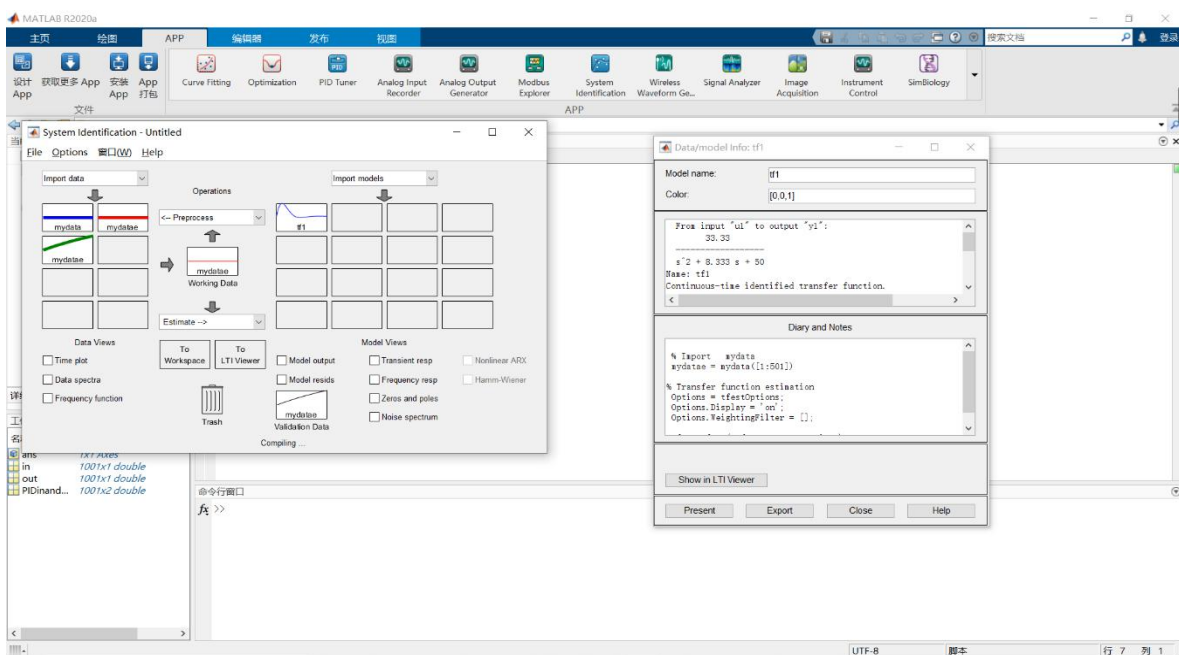 MATLAB R2020a
主页 绘图 APP 编辑器 发布 视图 搜索文档 登录
设计 App 获取更多 App 安装 App App 打包 Curve Fitting Optimization PID Tuner Analog Input Recorder Analog Output Generator Modbus Explorer System Identification Wireless Waveform Ge... Signal Analyzer Image Acquisition Instrument Control SimBiology
文件 APP
System Identification - Untitled
File Options 窗口(W) Help
Import data Import models
Operations
<-- Preprocess
mydata mydatae tf1
mydatae
mydatae
Working Data
Estimate -->
Data Views Model Views
To Workspace To LTI Viewer
Time plot Model output Transient resp Nonlinear ARX
Data spectra Model resids Frequency resp Hamm-Wiener
Frequency function Zeros and poles
mydatae Noise spectrum
Trash Validation Data
Compiling ...
Data/model Info: tf1
Model name: tf1
Color: [0,0,1]
From input "u1" to output "y1":
33.33
------------------
s^2 + 8.333 s + 50
Name: tf1
Continuous-time identified transfer function.
Diary and Notes
% Import mydata
mydatae = mydata([1:501])
% Transfer function estimation
Options = tfestOptions;
Options.Display = 'on';
Options.WeightingFilter = [];
Show in LTI Viewer
Present Export Close Help
ans 1x1 Axes
in 1001x1 double
out 1001x1 double
PIDinand... 1001x2 double
命令行窗口
fx >>
UTF-8 脚本 行 7 列 1